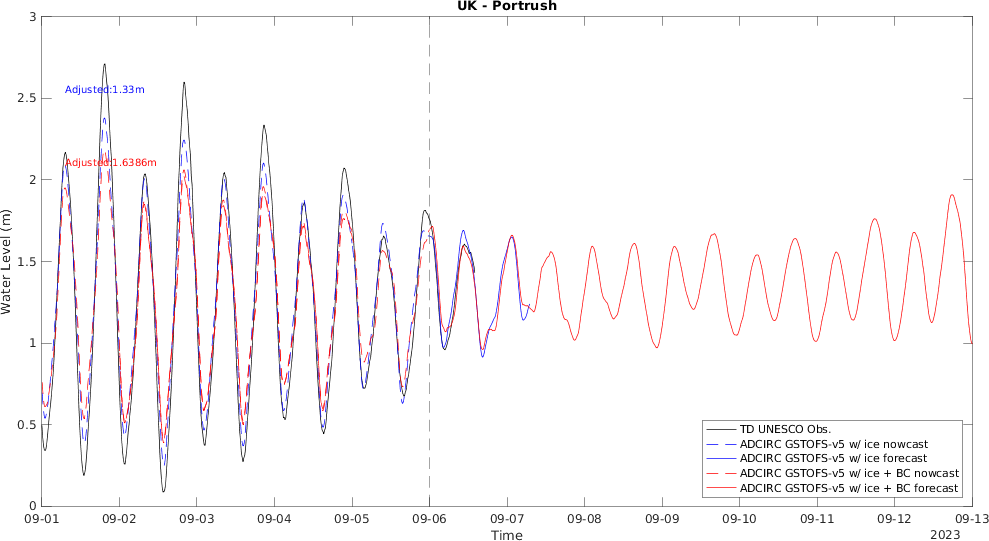 UK - Portrush
Water Level (m)
3
2.5
2
1.5
1
0.5
0
Adjusted:1.33m
Adjusted:1.6386m
TD UNESCO Obs.
ADCIRC GSTOFS-v5 w/ ice nowcast
ADCIRC GSTOFS-v5 w/ ice forecast
ADCIRC GSTOFS-v5 w/ ice + BC nowcast
ADCIRC GSTOFS-v5 w/ ice + BC forecast
09-01 09-02 09-03 09-04 09-05 09-06 09-07 09-08 09-09 09-10 09-11 09-12 09-13
Time
2023